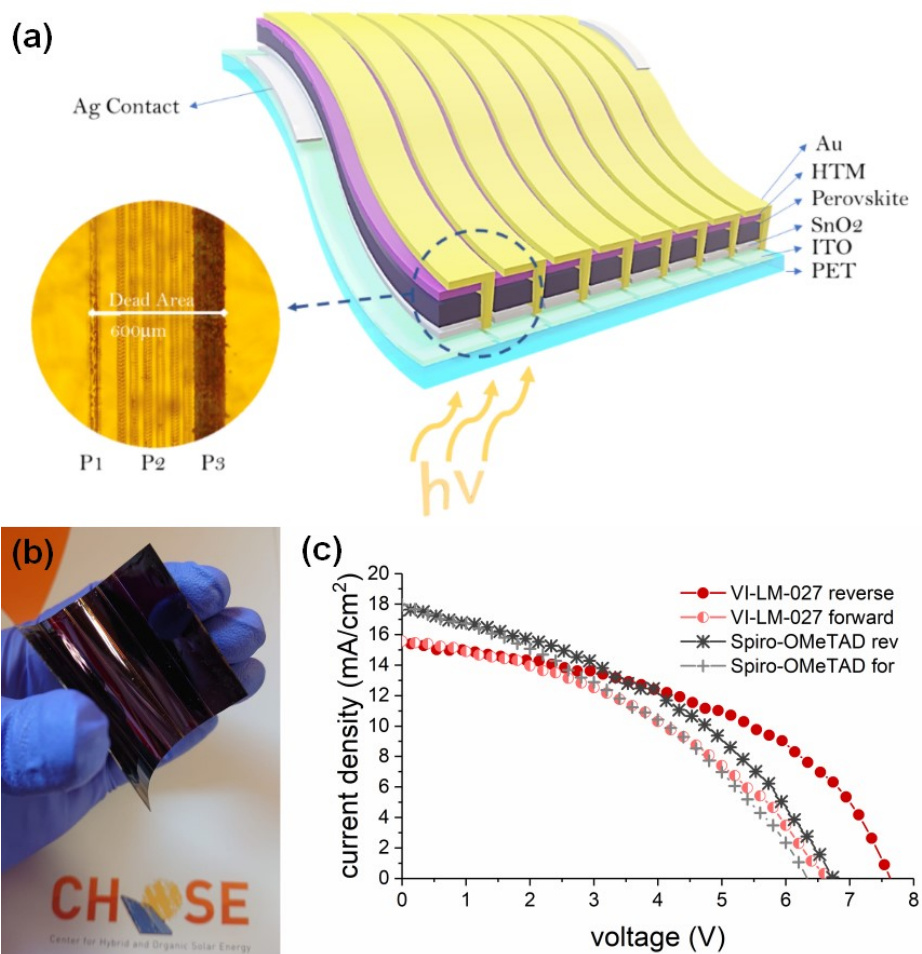 (a)
Ag Contact
Au
HTM
Perovskite
SnO2
ITO
PET
Dead Area
600μm
P1 P2 P3
hν
(b)
CHOSE
Center for Hybrid and Organic Solar Energy
(c)
current density (mA/cm²)
20
18
16
14
12
10
8
6
4
2
0
VI-LM-027 reverse
VI-LM-027 forward
Spiro-OMeTAD rev
Spiro-OMeTAD for
0 1 2 3 4 5 6 7 8
voltage (V)